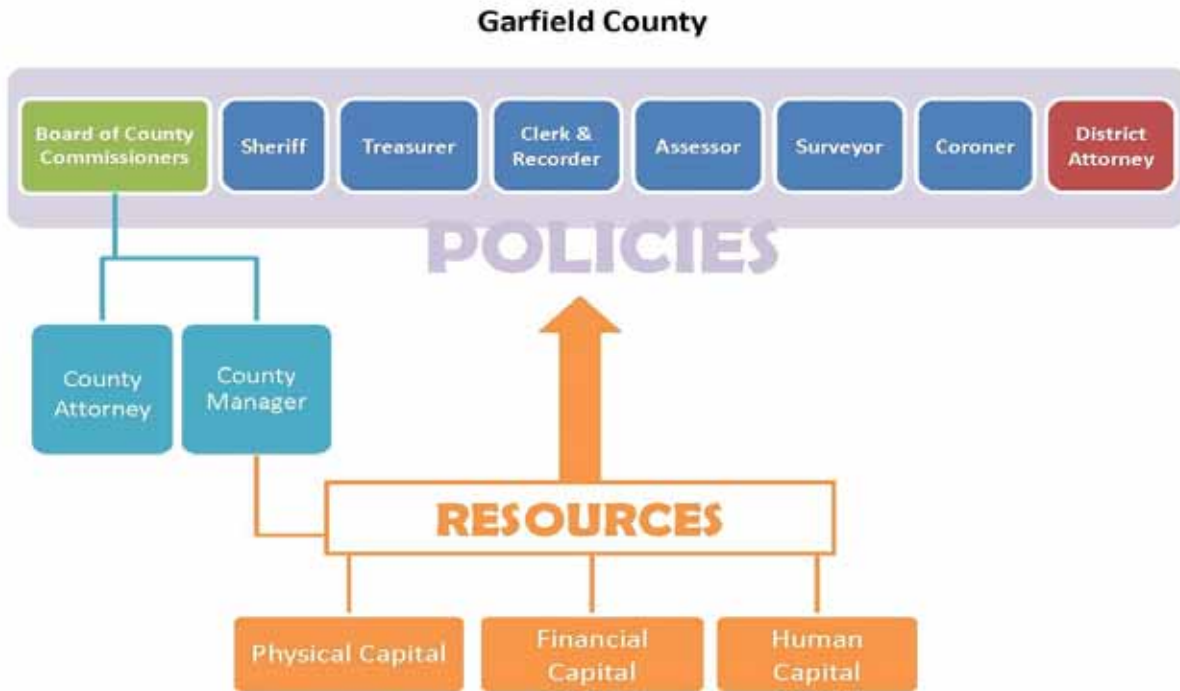 Garfield County
Board of County
Commissioners
Sheriff
Treasurer
Clerk &
Recorder
Assessor
Surveyor
Coroner
District
Attorney
POLICIES
County
Attorney
County
Manager
RESOURCES
Physical Capital
Financial
Capital
Human
Capital